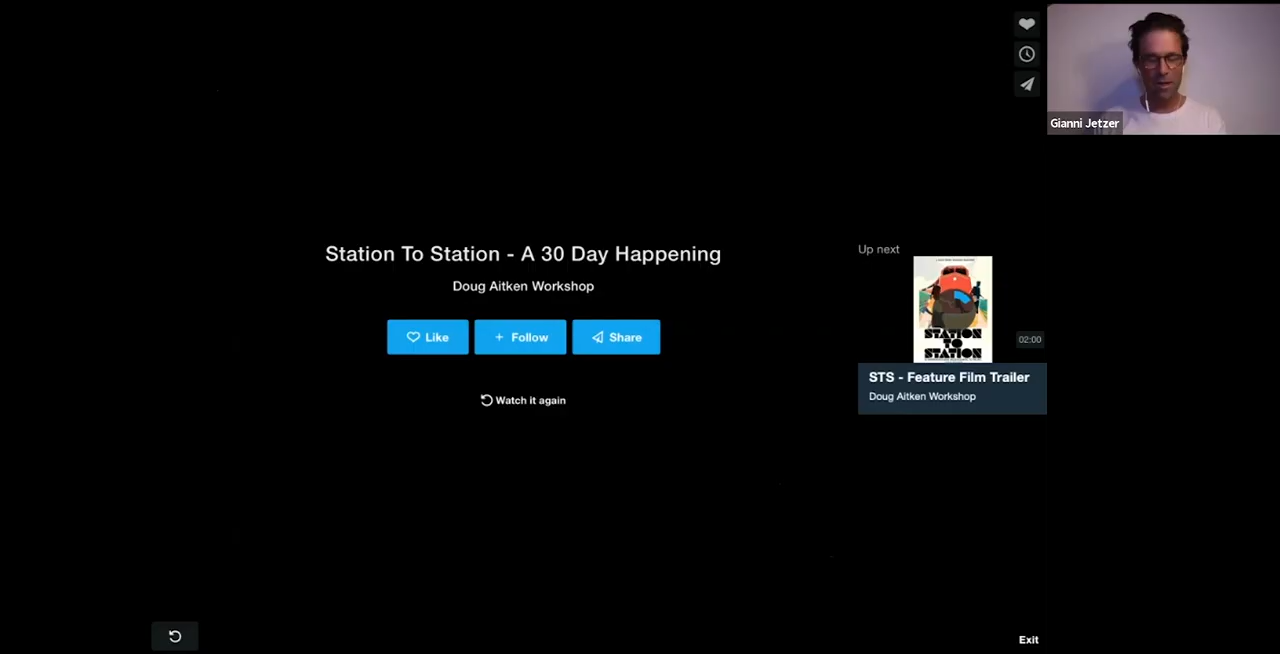 Gianni Jetzer
Station To Station - A 30 Day Happening
Doug Aitken Workshop
Like
Follow
Share
Watch it again
Up next
STATION
TO
STATION
02:00
STS - Feature Film Trailer
Doug Aitken Workshop
Exit